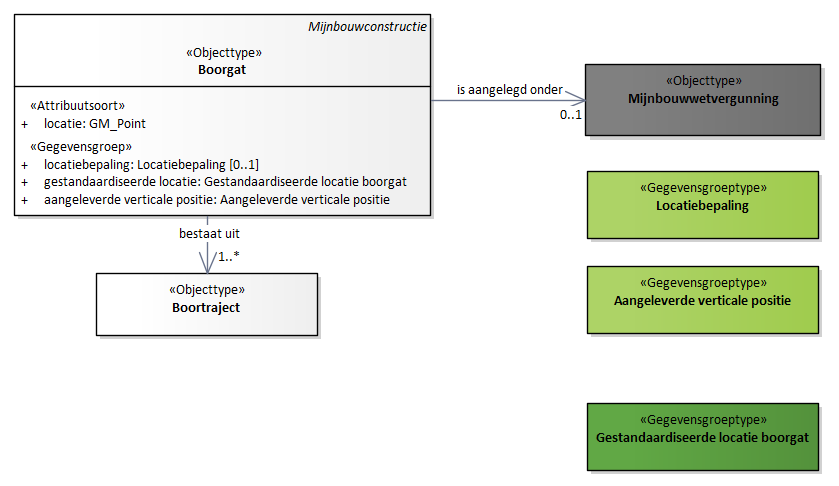 Mijnbouwconstructie
«Objecttype»
Boorgat
«Attribuutsoort»
+ locatie: GM_Point
«Gegevensgroep»
+ locatiebepaling: Locatiebepaling [0..1]
+ gestandaardiseerde locatie: Gestandaardiseerde locatie boorgat
+ aangeleverde verticale positie: Aangeleverde verticale positie
is aangelegd onder
0..1
«Objecttype»
Mijnbouwwetvergunning
«Gegevensgroeptype»
Locatiebepaling
bestaat uit
1..*
«Objecttype»
Boortraject
«Gegevensgroeptype»
Aangeleverde verticale positie
«Gegevensgroeptype»
Gestandaardiseerde locatie boorgat